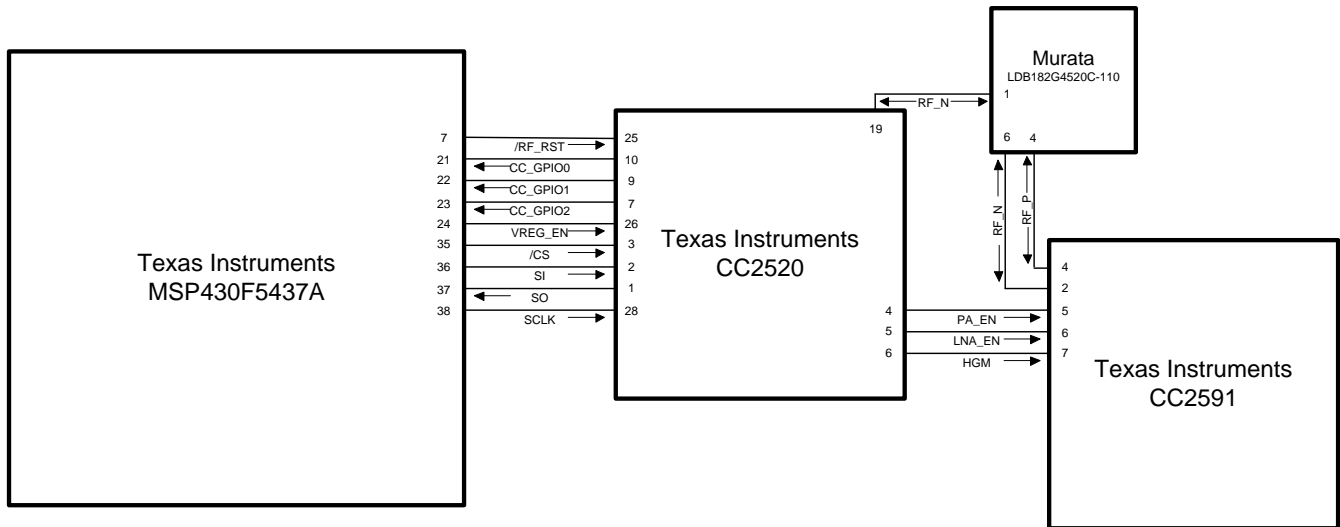 Murata
LDB182G4520C-110
1
RF_N
19
6 4
7 25
/RF_RST
21 10
CC_GPIO0
22 9
CC_GPIO1
23 7
CC_GPIO2
24 26
VREG_EN
35 3
/CS
36 2
SI
37 1
SO
38 28
SCLK
Texas Instruments
MSP430F5437A
Texas Instruments
CC2520
RF_N
RF_P
4
2
4 5
PA_EN
5 6
LNA_EN
6 7
HGM
Texas Instruments
CC2591